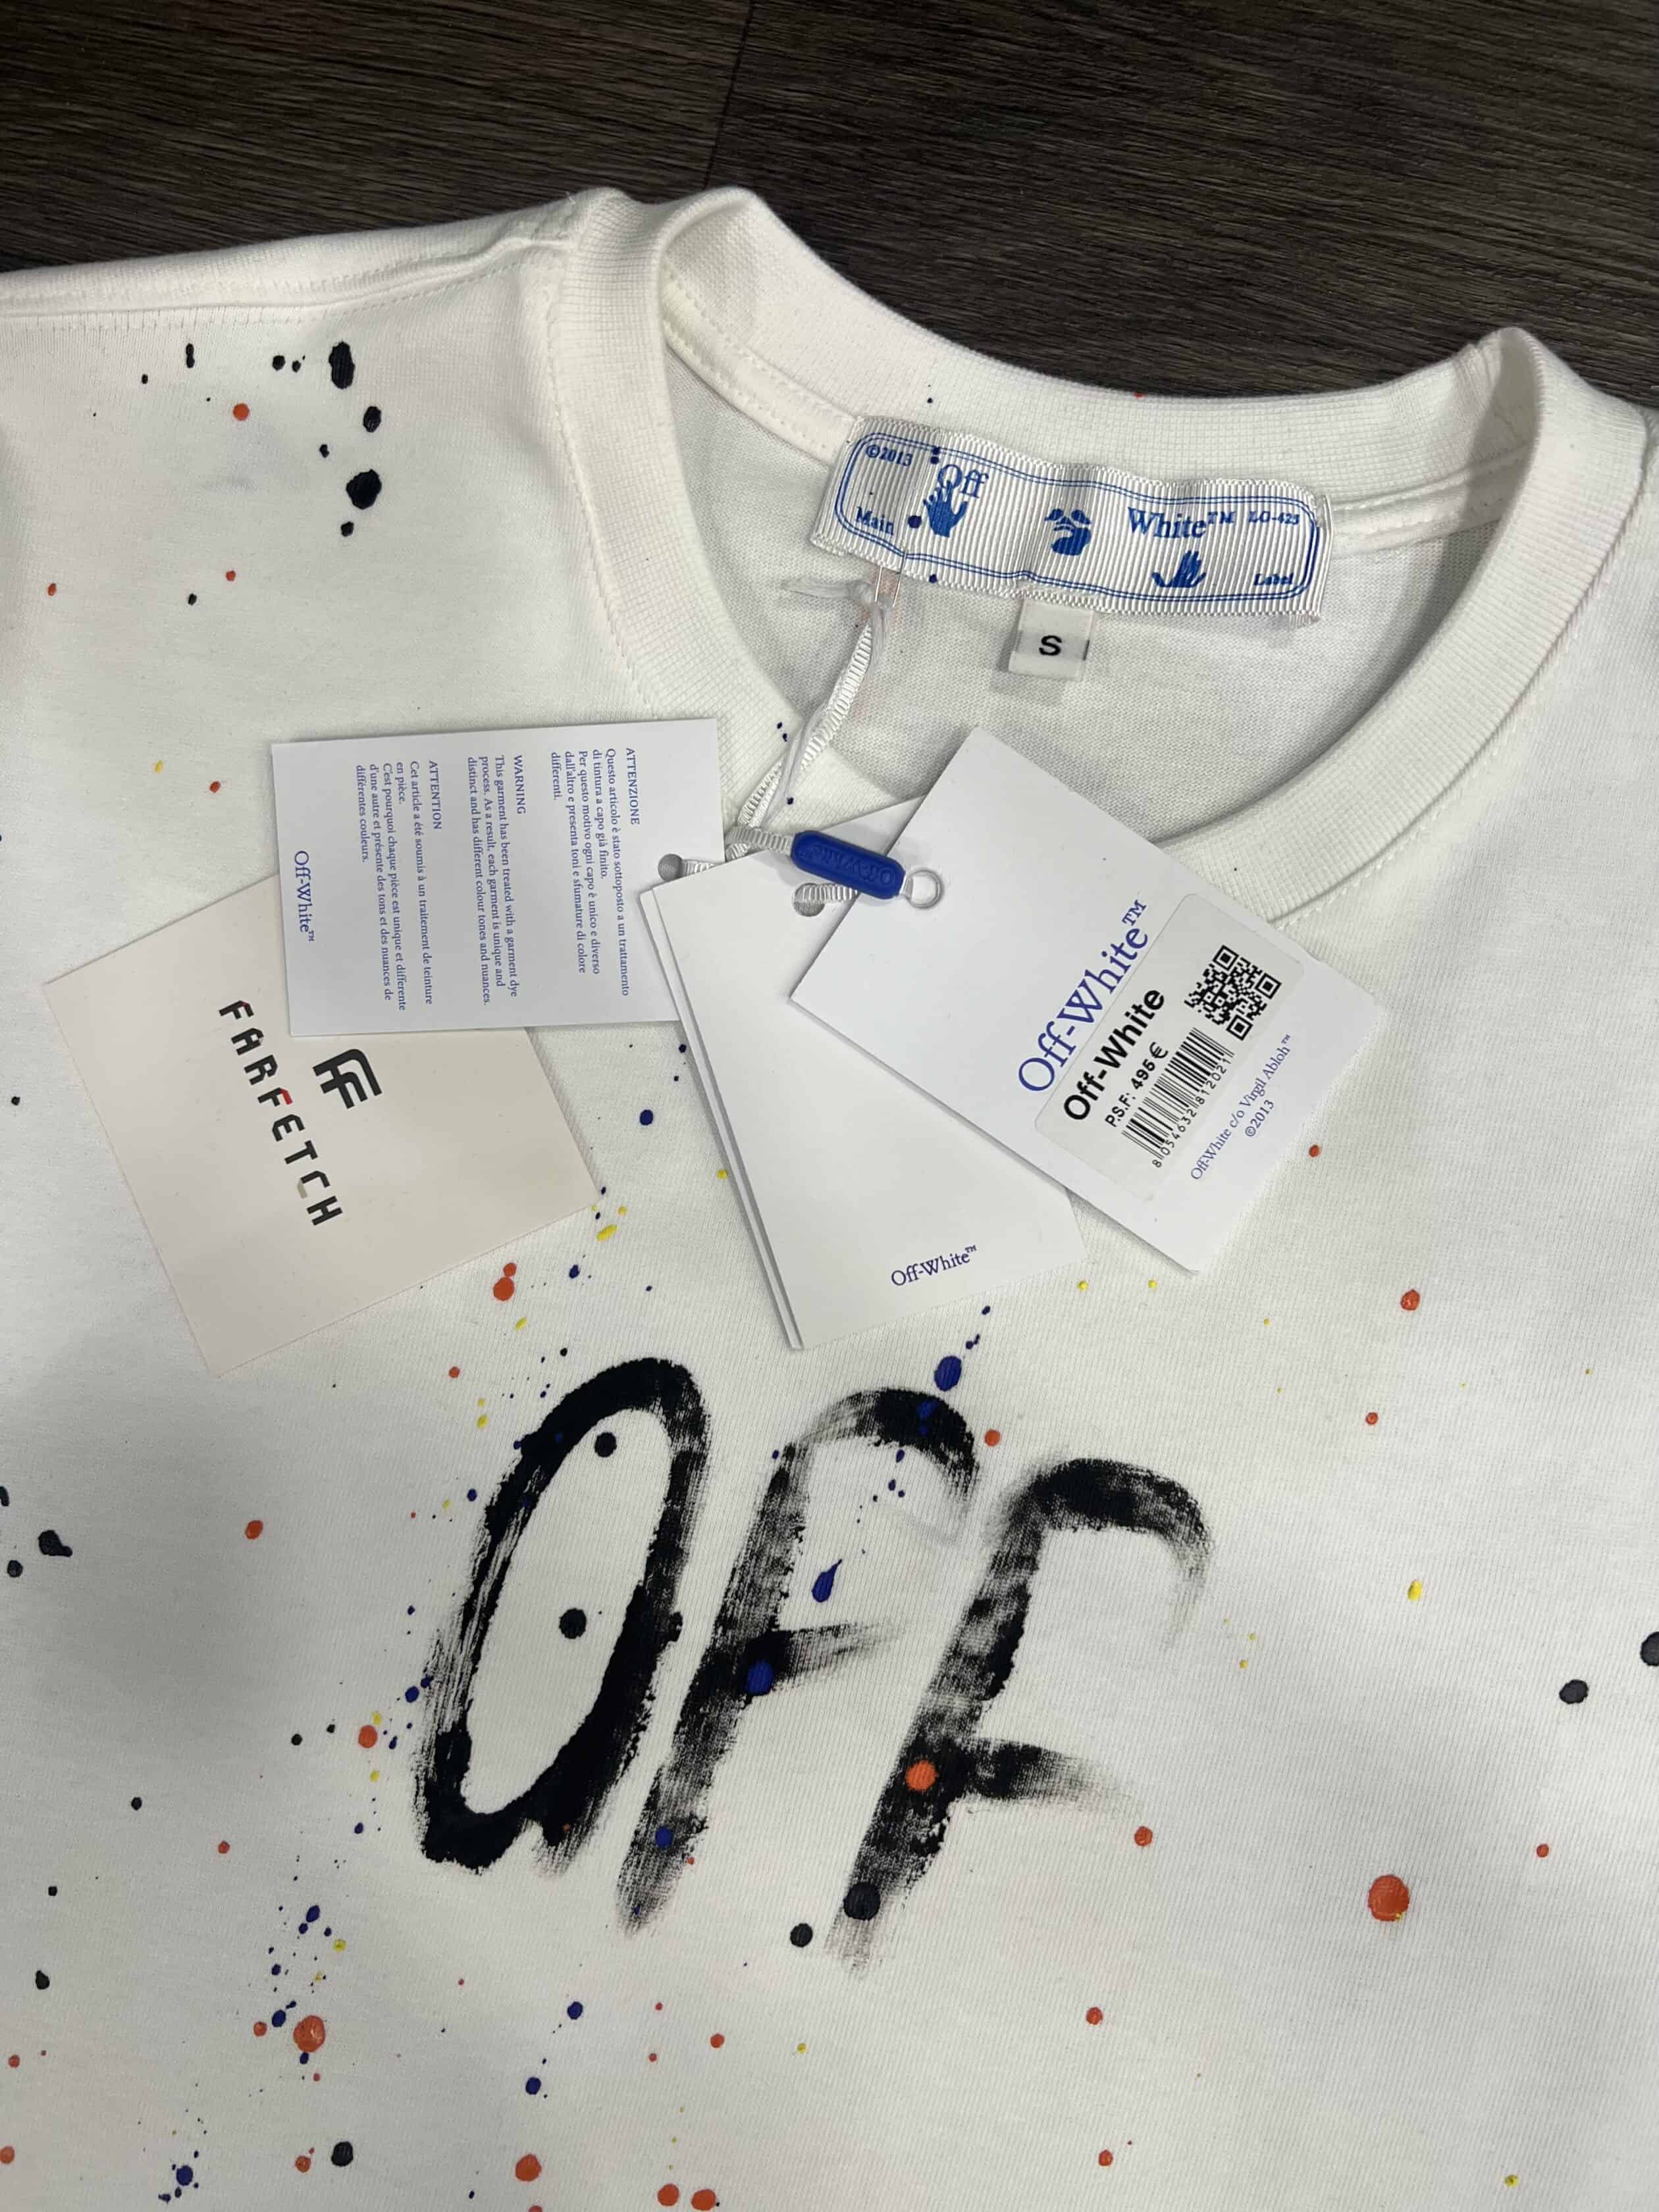 ©2013
Off
Main
White™ LO-425
Label
S
ATTENZIONE
Questo articolo è stato sottoposto a un trattamento
di tintura a capo già finito.
Per questo motivo ogni capo è unico e diverso
dall'altro e presenta toni e sfumature di colore
differenti.
WARNING
This garment has been treated with a garment dye
process. As a result, each garment is unique and
distinct and has different colour tones and nuances.
ATTENTION
Cet article a été soumis à un traitement de teinture
en pièce.
C'est pourquoi chaque pièce est unique et différente
d'une autre et présente des tons et des nuances de
différentes couleurs.
Off-White™
FARFETCH
Off-White™
Off-White™
Off-White
P.S.F: 495€
8054632812021
Off-White c/o Virgil Abloh™
©2013
OFF